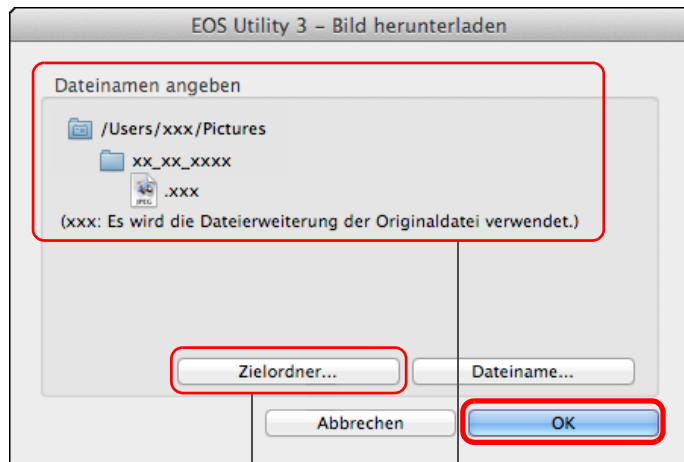 EOS Utility 3 – Bild herunterladen
Dateinamen angeben
/Users/xxx/Pictures
xx_xx_xxxx
JPEG
.xxx
(xxx: Es wird die Dateierweiterung der Originaldatei verwendet.)
Zielordner... Dateiname...
Abbrechen OK